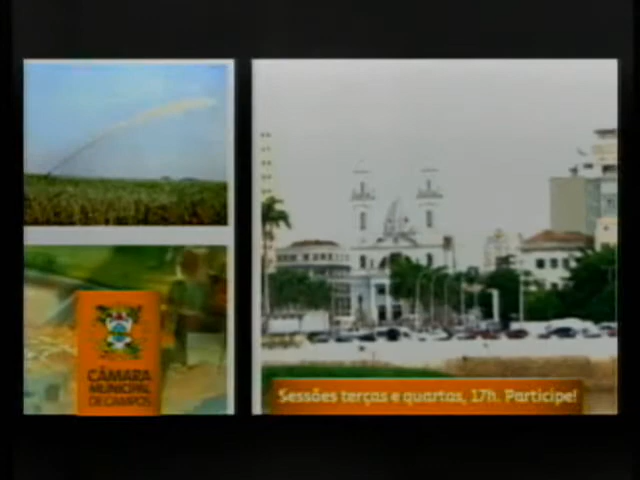 CÂMARA
MUNICIPAL
DE CAMPOS
Sessões terças e quartas, 17h. Participe!